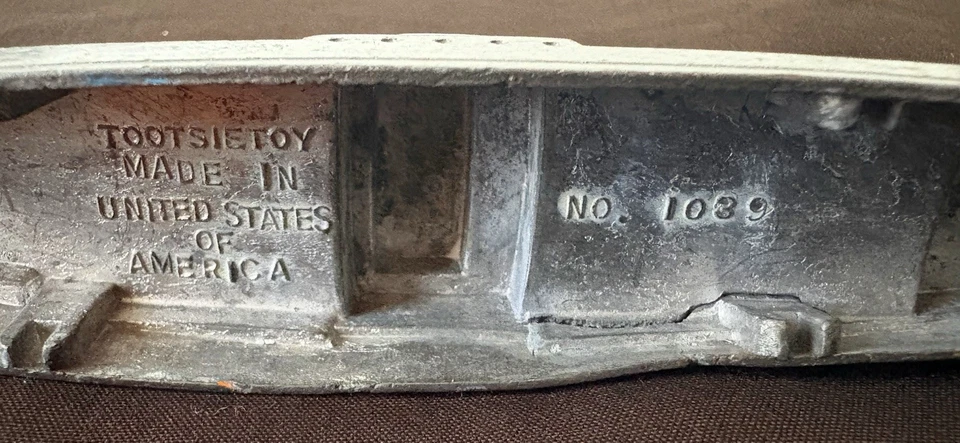 TOOTSIETOY
MADE IN
UNITED STATES
OF
AMERICA
NO. 1039